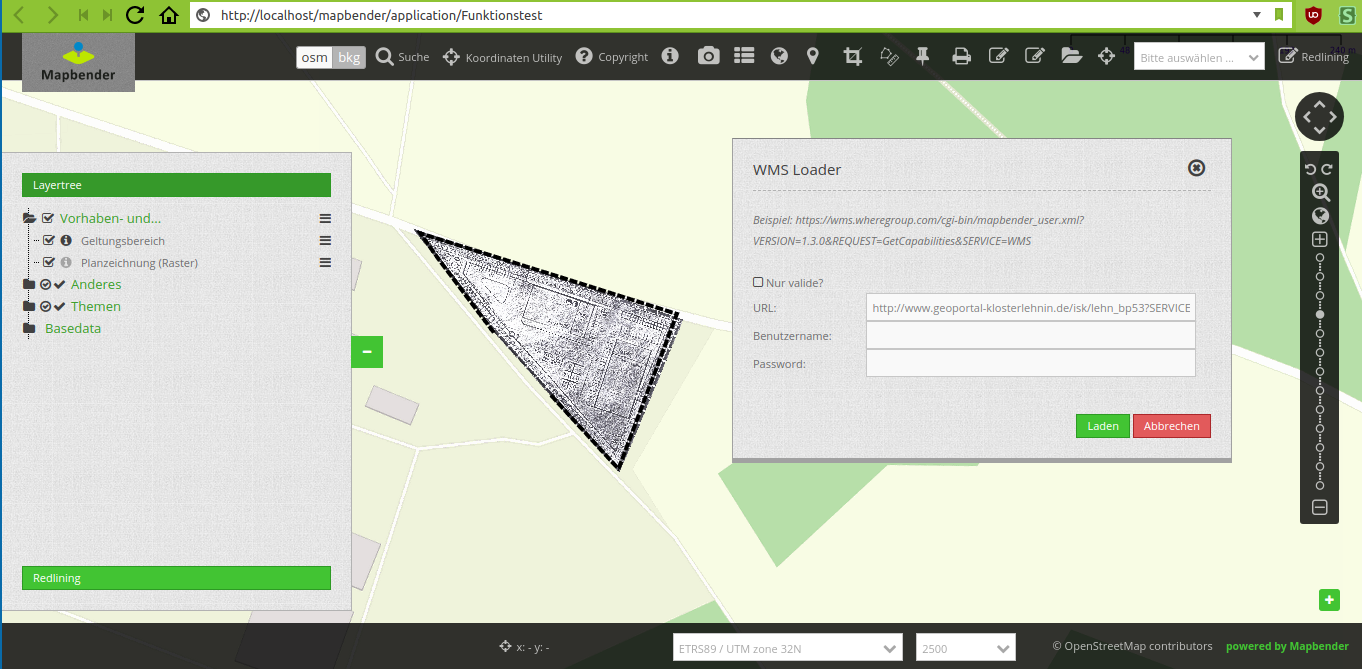 http://localhost/mapbender/application/Funktionstest
Mapbender
osm bkg Suche Koordinaten Utility Copyright Bitte auswählen ... Redlining
Layertree
Vorhaben- und...
Geltungsbereich
Planzeichnung (Raster)
Anderes
Themen
Basedata
Redlining
WMS Loader
Beispiel: https://wms.wheregroup.com/cgi-bin/mapbender_user.xml?
VERSION=1.3.0&REQUEST=GetCapabilities&SERVICE=WMS
Nur valide?
URL: http://www.geoportal-klosterlehnin.de/isk/lehn_bp53?SERVICE
Benutzername:
Password:
Laden Abbrechen
x: - y: - ETRS89 / UTM zone 32N 2500 © OpenStreetMap contributors powered by Mapbender